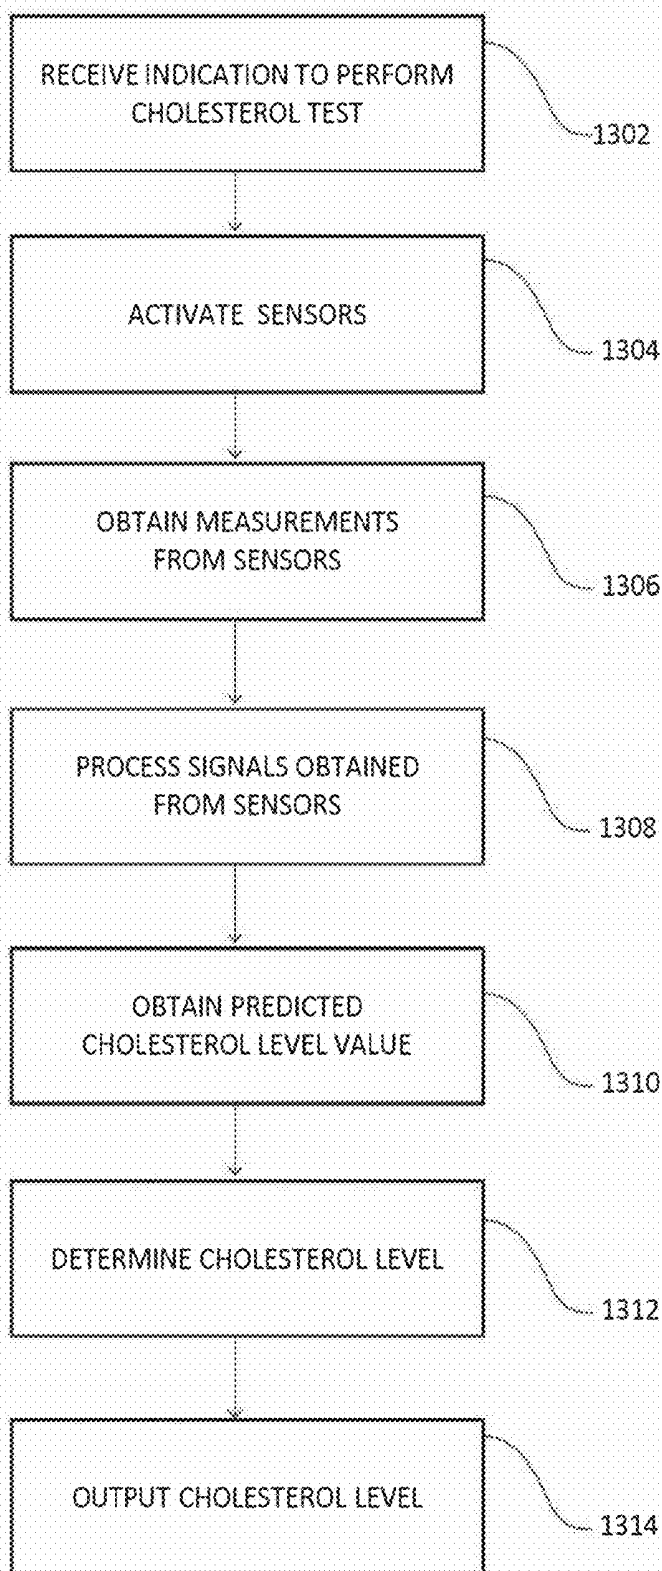 RECEIVE INDICATION TO PERFORM
CHOLESTEROL TEST
1302
ACTIVATE SENSORS
1304
OBTAIN MEASUREMENTS
FROM SENSORS
1306
PROCESS SIGNALS OBTAINED
FROM SENSORS
1308
OBTAIN PREDICTED
CHOLESTEROL LEVEL VALUE
1310
DETERMINE CHOLESTEROL LEVEL
1312
OUTPUT CHOLESTEROL LEVEL
1314